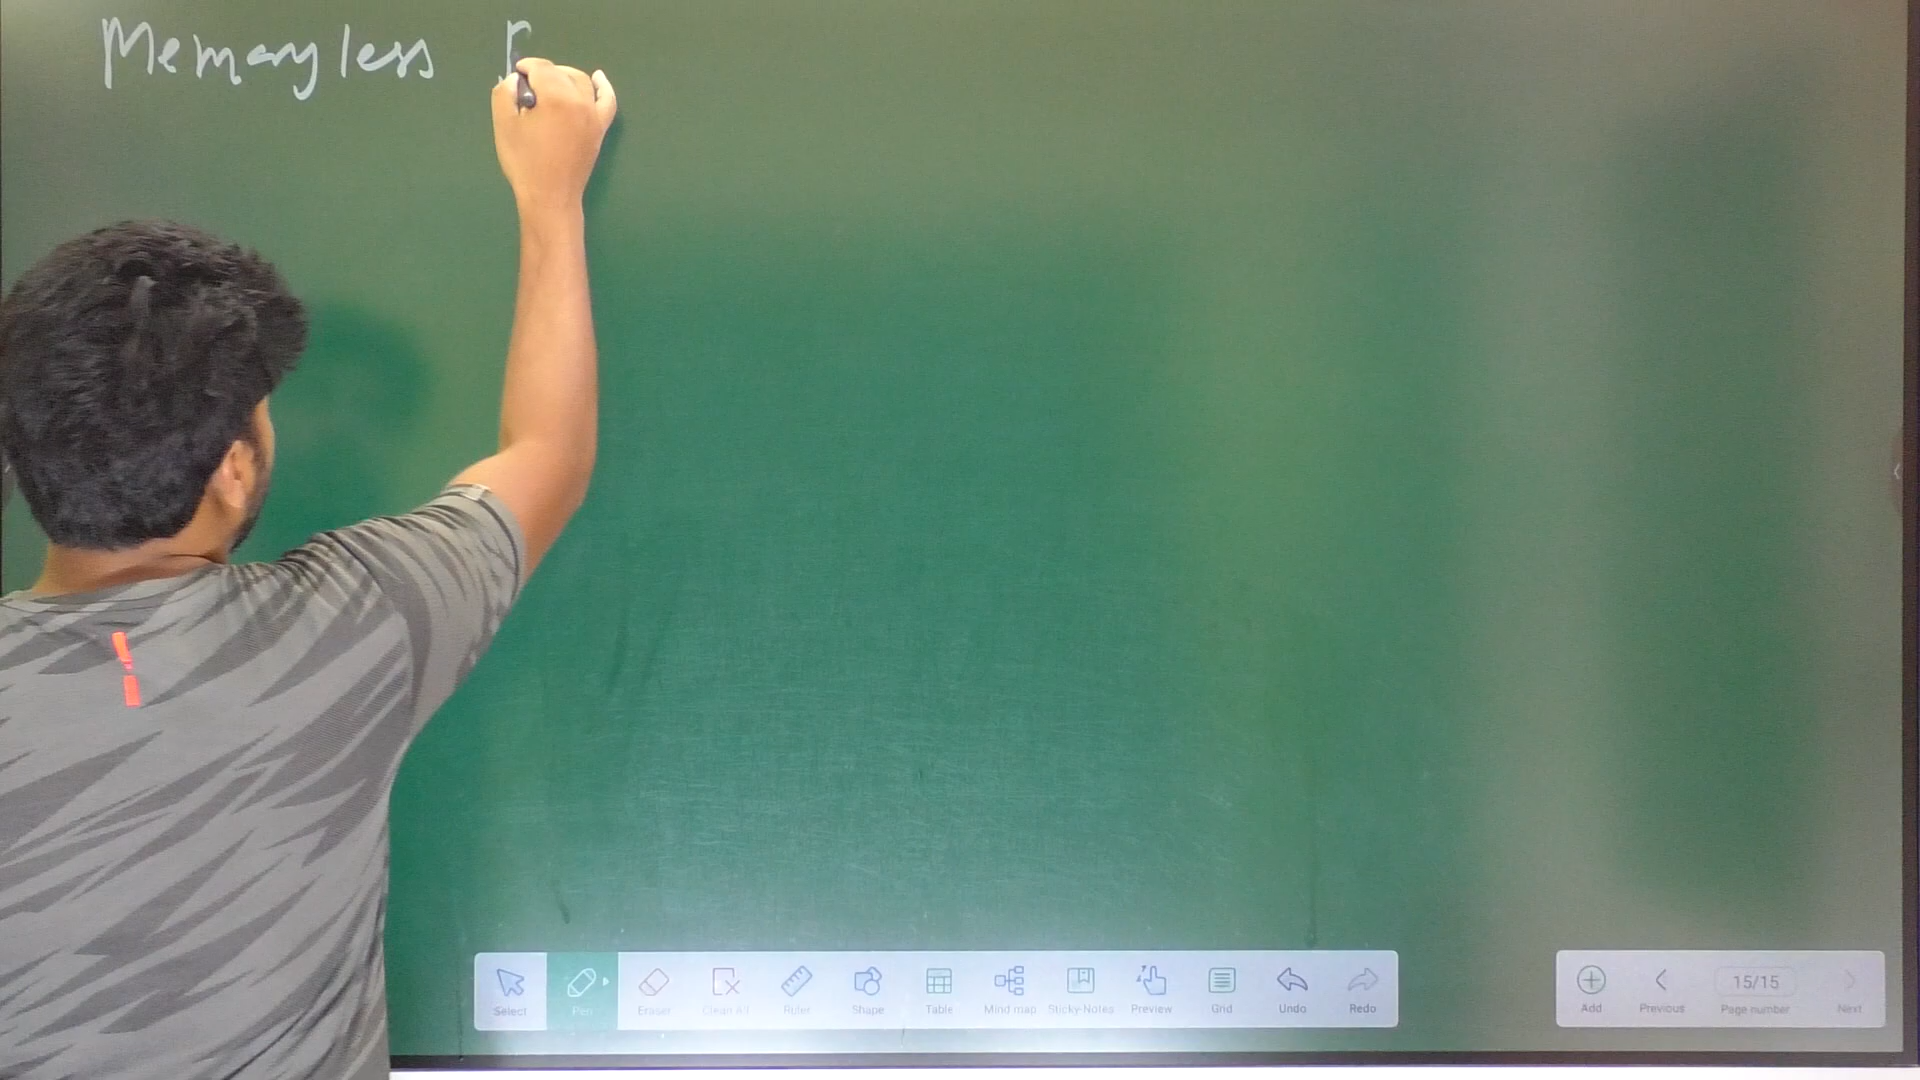 Memoryless
Select
Pen
Eraser
Clean All
Ruler
Shape
Table
Mind map
Sticky-Notes
Preview
Grid
Undo
Redo
Add
Previous
15/15
Page number
Next